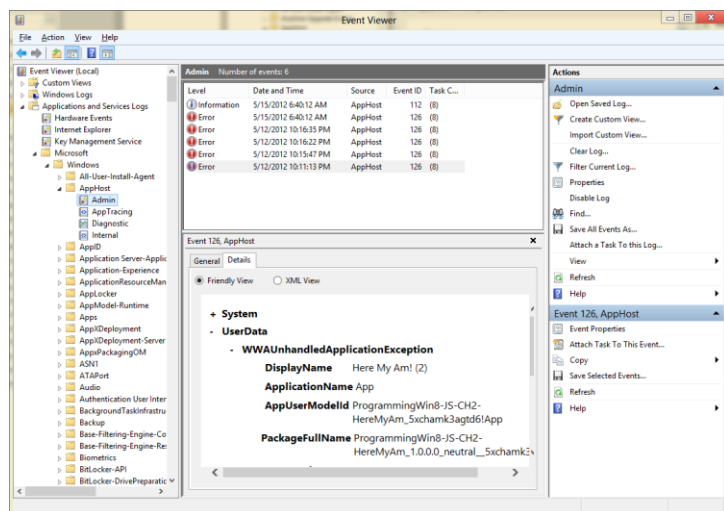 Event Viewer
File Action View Help
Event Viewer (Local)
Custom Views
Windows Logs
Applications and Services Logs
Hardware Events
Internet Explorer
Key Management Service
Microsoft
Windows
All-User-Install-Agent
AppHost
Admin
AppTracing
Diagnostic
Internal
AppID
Application Server-Applic
Application-Experience
ApplicationResourceMan
AppLocker
AppModel-Runtime
Apps
AppXDeployment
AppXDeployment-Server
AppxPackagingOM
ASN1
ATAPort
Audio
Authentication User Inter
BackgroundTaskInfrastru
Backup
Base-Filtering-Engine-Co
Base-Filtering-Engine-Res
Biometrics
BitLocker-API
BitLocker-DrivePreparatic
Admin Number of events: 6
Level Date and Time Source Event ID Task C...
Information 5/15/2012 6:40:12 AM AppHost 112 (8)
Error 5/15/2012 6:40:12 AM AppHost 126 (8)
Error 5/12/2012 10:16:35 PM AppHost 126 (8)
Error 5/12/2012 10:16:22 PM AppHost 126 (8)
Error 5/12/2012 10:15:47 PM AppHost 126 (8)
Error 5/12/2012 10:11:13 PM AppHost 126 (8)
Event 126, AppHost
General Details
Friendly View XML View
+ System
- UserData
- WWAUnhandledApplicationException
DisplayName Here My Am! (2)
ApplicationName App
AppUserModelId ProgrammingWin8-JS-CH2-
HereMyAm_5xchamk3agtd6!App
PackageFullName ProgrammingWin8-JS-CH2-
HereMyAm_1.0.0.0_neutral__5xchamk3
Actions
Admin
Open Saved Log...
Create Custom View...
Import Custom View...
Clear Log...
Filter Current Log...
Properties
Disable Log
Find...
Save All Events As...
Attach a Task To this Log...
View
Refresh
Help
Event 126, AppHost
Event Properties
Attach Task To This Event...
Copy
Save Selected Events...
Refresh
Help